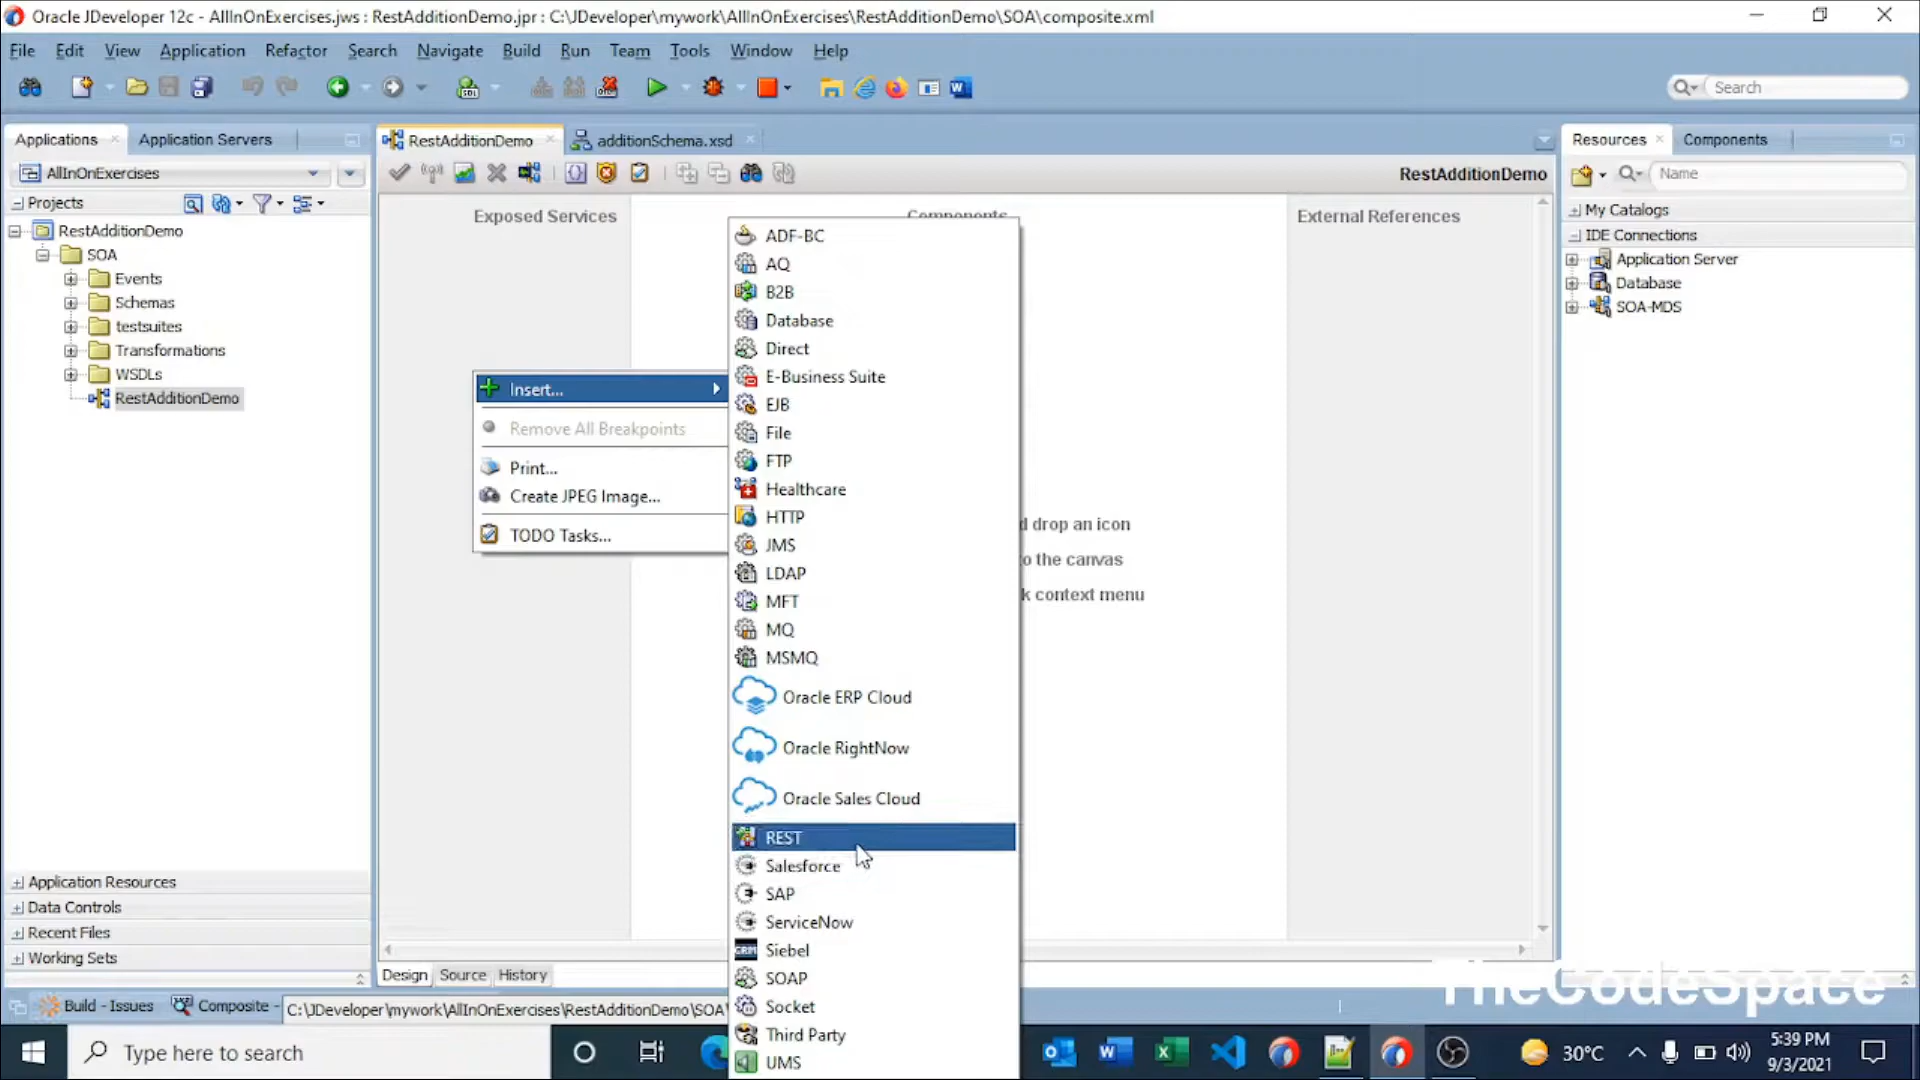 Oracle JDeveloper 12c - AllInOnExercises.jws : RestAdditionDemo.jpr : C:\JDeveloper\mywork\AllInOnExercises\RestAdditionDemo\SOA\composite.xml
File Edit View Application Refactor Search Navigate Build Run Team Tools Window Help
Search
Applications Application Servers
AllInOnExercises
Projects
RestAdditionDemo
SOA
Events
Schemas
testsuites
Transformations
WSDLs
RestAdditionDemo
Application Resources
Data Controls
Recent Files
Working Sets
RestAdditionDemo additionSchema.xsd
RestAdditionDemo
Exposed Services
Components
External References
Insert...
Remove All Breakpoints
Print...
Create JPEG Image...
TODO Tasks...
ADF-BC
AQ
B2B
Database
Direct
E-Business Suite
EJB
File
FTP
Healthcare
HTTP
JMS
LDAP
MFT
MQ
MSMQ
Oracle ERP Cloud
Oracle RightNow
Oracle Sales Cloud
REST
Salesforce
SAP
ServiceNow
Siebel
SOAP
Socket
Third Party
UMS
d drop an icon
o the canvas
k context menu
Design Source History
Resources Components
Name
My Catalogs
IDE Connections
Application Server
Database
SOA-MDS
Build - Issues Composite - C:\JDeveloper\mywork\AllInOnExercises\RestAdditionDemo\SOA\
TheCodeSpace
Type here to search
30°C
5:39 PM
9/3/2021